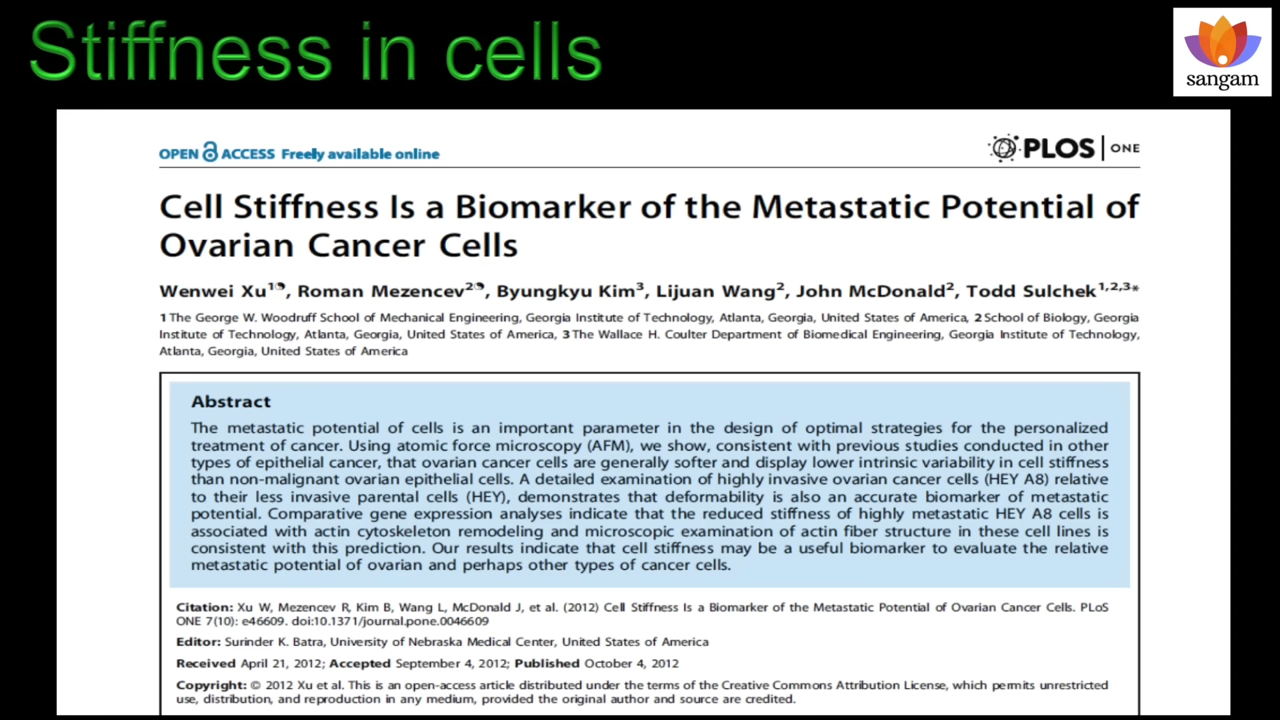 Stiffness in cells
sangam
OPEN ACCESS Freely available online
PLOS | ONE
Cell Stiffness Is a Biomarker of the Metastatic Potential of
Ovarian Cancer Cells
Wenwei Xu1, Roman Mezencev2, Byungkyu Kim3, Lijuan Wang2, John McDonald2, Todd Sulchek1,2,3*
1 The George W. Woodruff School of Mechanical Engineering, Georgia Institute of Technology, Atlanta, Georgia, United States of America, 2 School of Biology, Georgia
Institute of Technology, Atlanta, Georgia, United States of America, 3 The Wallace H. Coulter Department of Biomedical Engineering, Georgia Institute of Technology,
Atlanta, Georgia, United States of America
Abstract
The metastatic potential of cells is an important parameter in the design of optimal strategies for the personalized
treatment of cancer. Using atomic force microscopy (AFM), we show, consistent with previous studies conducted in other
types of epithelial cancer, that ovarian cancer cells are generally softer and display lower intrinsic variability in cell stiffness
than non-malignant ovarian epithelial cells. A detailed examination of highly invasive ovarian cancer cells (HEY A8) relative
to their less invasive parental cells (HEY), demonstrates that deformability is also an accurate biomarker of metastatic
potential. Comparative gene expression analyses indicate that the reduced stiffness of highly metastatic HEY A8 cells is
associated with actin cytoskeleton remodeling and microscopic examination of actin fiber structure in these cell lines is
consistent with this prediction. Our results indicate that cell stiffness may be a useful biomarker to evaluate the relative
metastatic potential of ovarian and perhaps other types of cancer cells.
Citation: Xu W, Mezencev R, Kim B, Wang L, McDonald J, et al. (2012) Cell Stiffness Is a Biomarker of the Metastatic Potential of Ovarian Cancer Cells. PLoS
ONE 7(10): e46609. doi:10.1371/journal.pone.0046609
Editor: Surinder K. Batra, University of Nebraska Medical Center, United States of America
Received April 21, 2012; Accepted September 4, 2012; Published October 4, 2012
Copyright: © 2012 Xu et al. This is an open-access article distributed under the terms of the Creative Commons Attribution License, which permits unrestricted
use, distribution, and reproduction in any medium, provided the original author and source are credited.